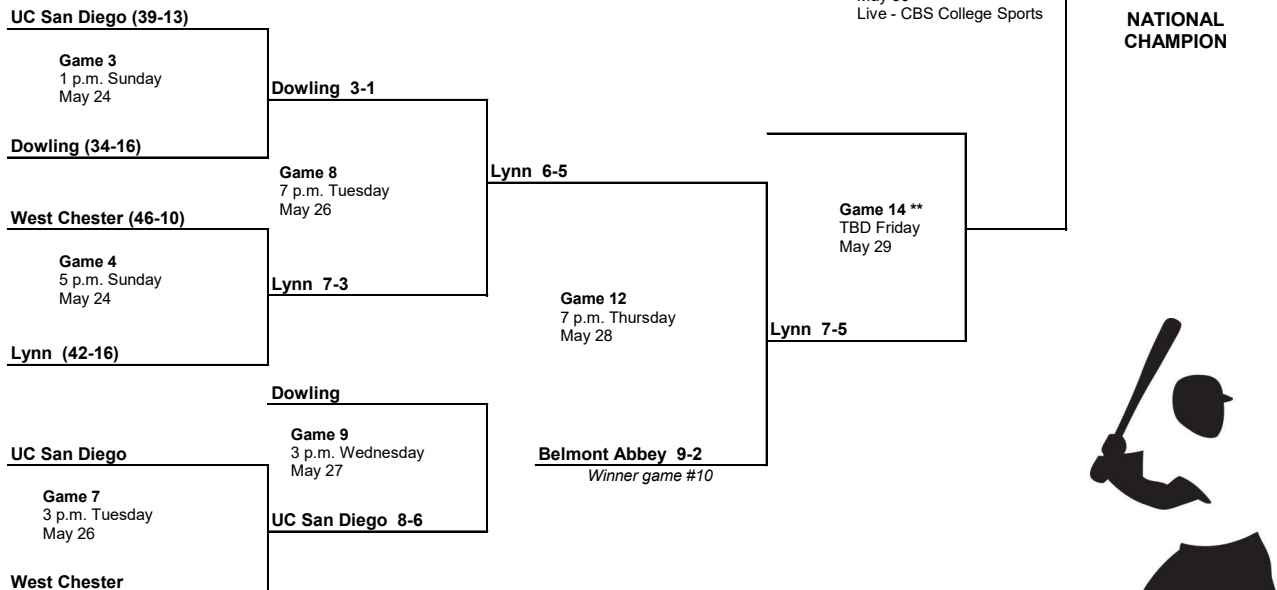 Live - CBS College Sports
NATIONAL
CHAMPION
UC San Diego (39-13)
Game 3
1 p.m. Sunday
May 24
Dowling 3-1
Dowling (34-16)
Game 8
7 p.m. Tuesday
May 26
Lynn 6-5
West Chester (46-10)
Game 4
5 p.m. Sunday
May 24
Lynn 7-3
Lynn (42-16)
Game 12
7 p.m. Thursday
May 28
Game 14 **
TBD Friday
May 29
Lynn 7-5
Dowling
Game 9
3 p.m. Wednesday
May 27
Belmont Abbey 9-2
Winner game #10
UC San Diego
Game 7
3 p.m. Tuesday
May 26
UC San Diego 8-6
West Chester